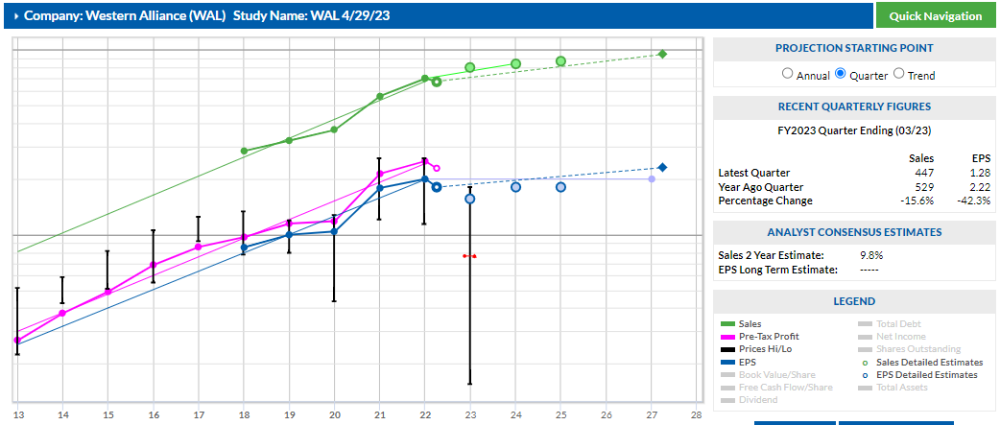 Company: Western Alliance (WAL) Study Name: WAL 4/29/23
Quick Navigation
PROJECTION STARTING POINT
Annual Quarter Trend
RECENT QUARTERLY FIGURES
FY2023 Quarter Ending (03/23)
Sales EPS
Latest Quarter 447 1.28
Year Ago Quarter 529 2.22
Percentage Change -15.6% -42.3%
ANALYST CONSENSUS ESTIMATES
Sales 2 Year Estimate: 9.8%
EPS Long Term Estimate: -----
LEGEND
Sales Total Debt
Pre-Tax Profit Net Income
Prices Hi/Lo Shares Outstanding
EPS Sales Detailed Estimates
Book Value/Share EPS Detailed Estimates
Free Cash Flow/Share Total Assets
Dividend
13 14 15 16 17 18 19 20 21 22 23 24 25 26 27 28